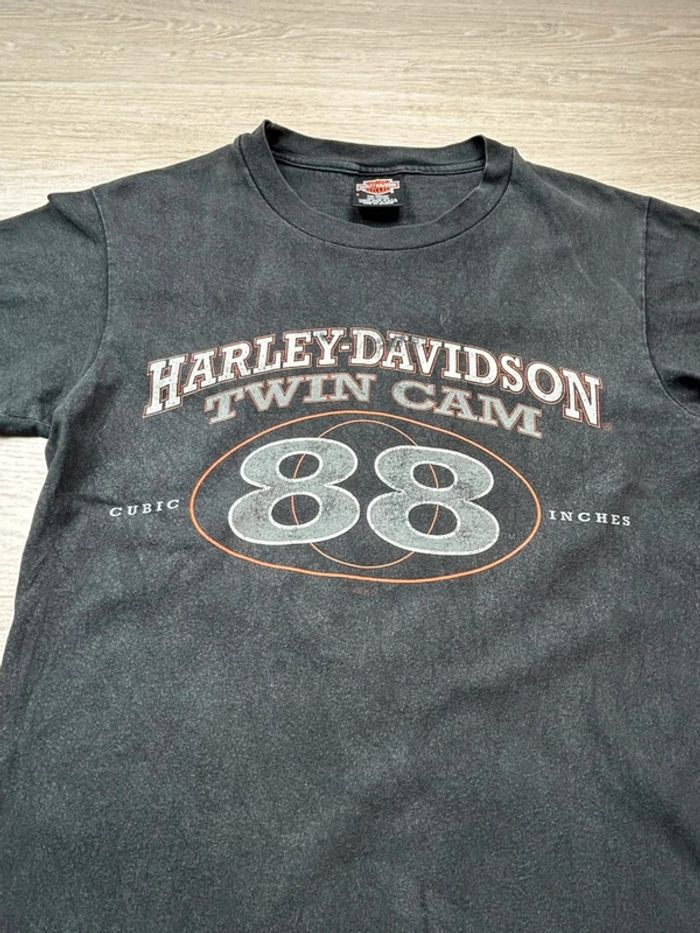 HARLEY-DAVIDSON
TWIN CAM
88
CUBIC
INCHES